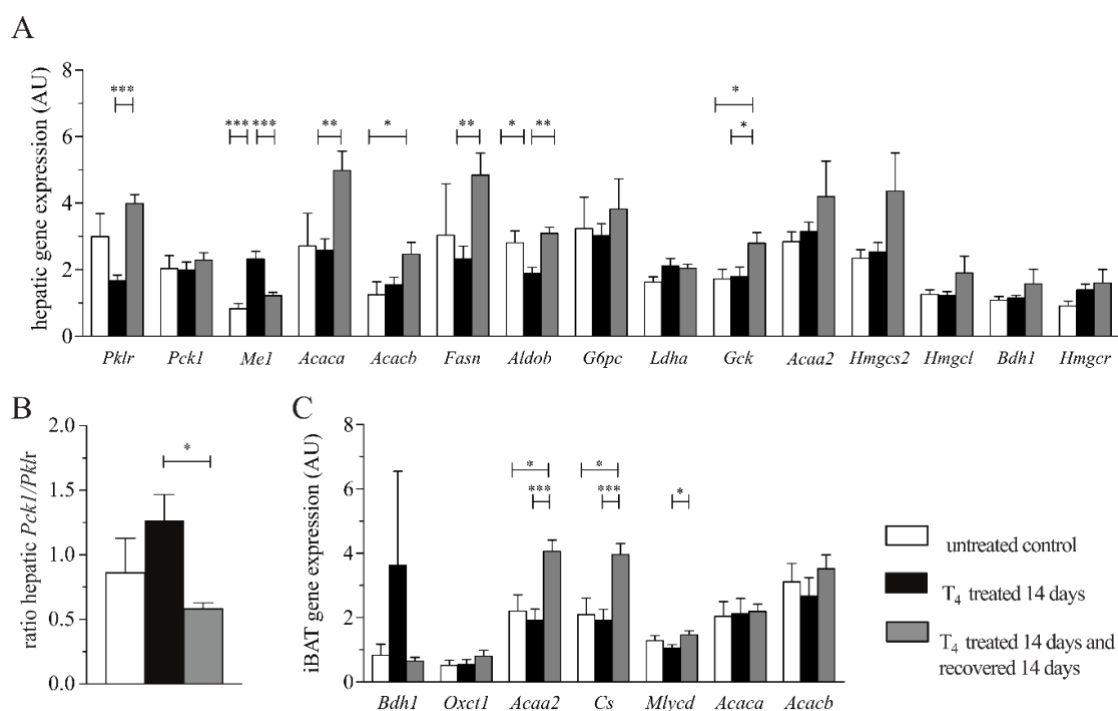 A
hepatic gene expression (AU)
8
6
4
2
0
*** *** *** ** * ** * ** * *
Pklr Pck1 Me1 Acaca Acacb Fasn Aldob G6pc Ldha Gck Acaa2 Hmgcs2 Hmgcl Bdh1 Hmgcr
B
ratio hepatic Pck1/Pklr
2.0
1.5
1.0
0.5
0.0
*
C
iBAT gene expression (AU)
8
6
4
2
0
* *** * *** *
Bdh1 Oxct1 Acaa2 Cs Mlycd Acaca Acacb
untreated control
T4 treated 14 days
T4 treated 14 days and
recovered 14 days